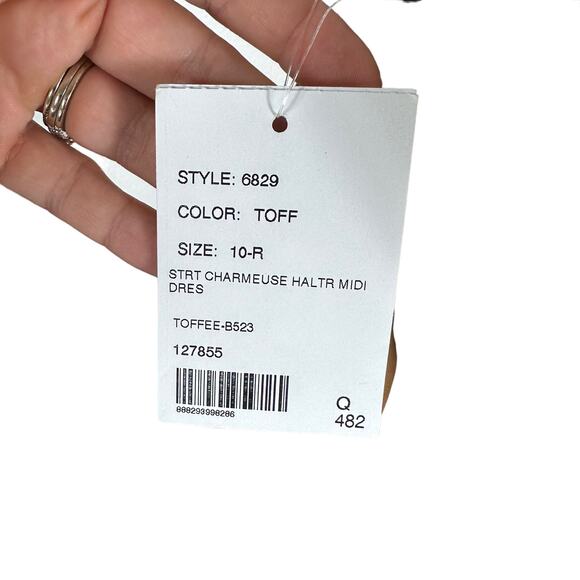 STYLE: 6829
COLOR: TOFF
SIZE: 10-R
STRT CHARMEUSE HALTR MIDI
DRES
TOFFEE-B523
127855
888293998286
Q
482